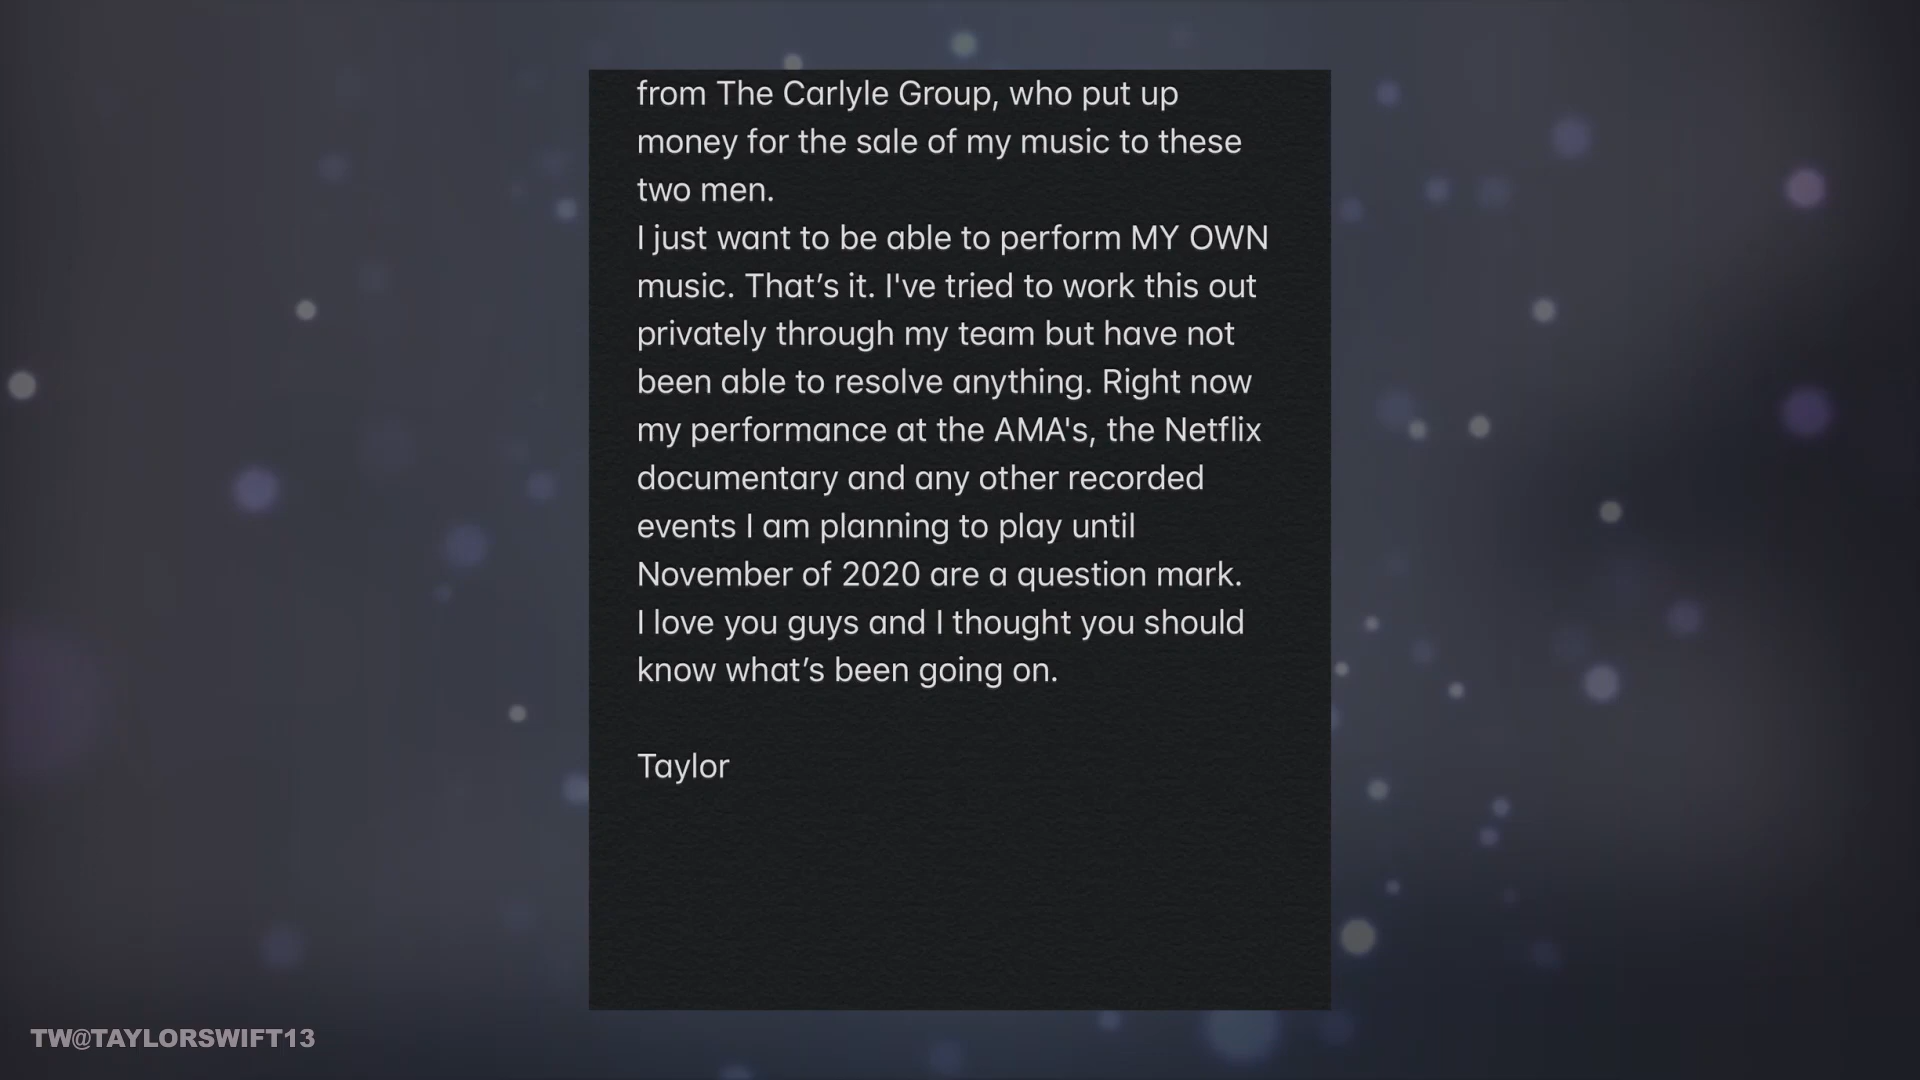 from The Carlyle Group, who put up
money for the sale of my music to these
two men.
I just want to be able to perform MY OWN
music. That’s it. I've tried to work this out
privately through my team but have not
been able to resolve anything. Right now
my performance at the AMA's, the Netflix
documentary and any other recorded
events I am planning to play until
November of 2020 are a question mark.
I love you guys and I thought you should
know what’s been going on.
Taylor
TW@TAYLORSWIFT13